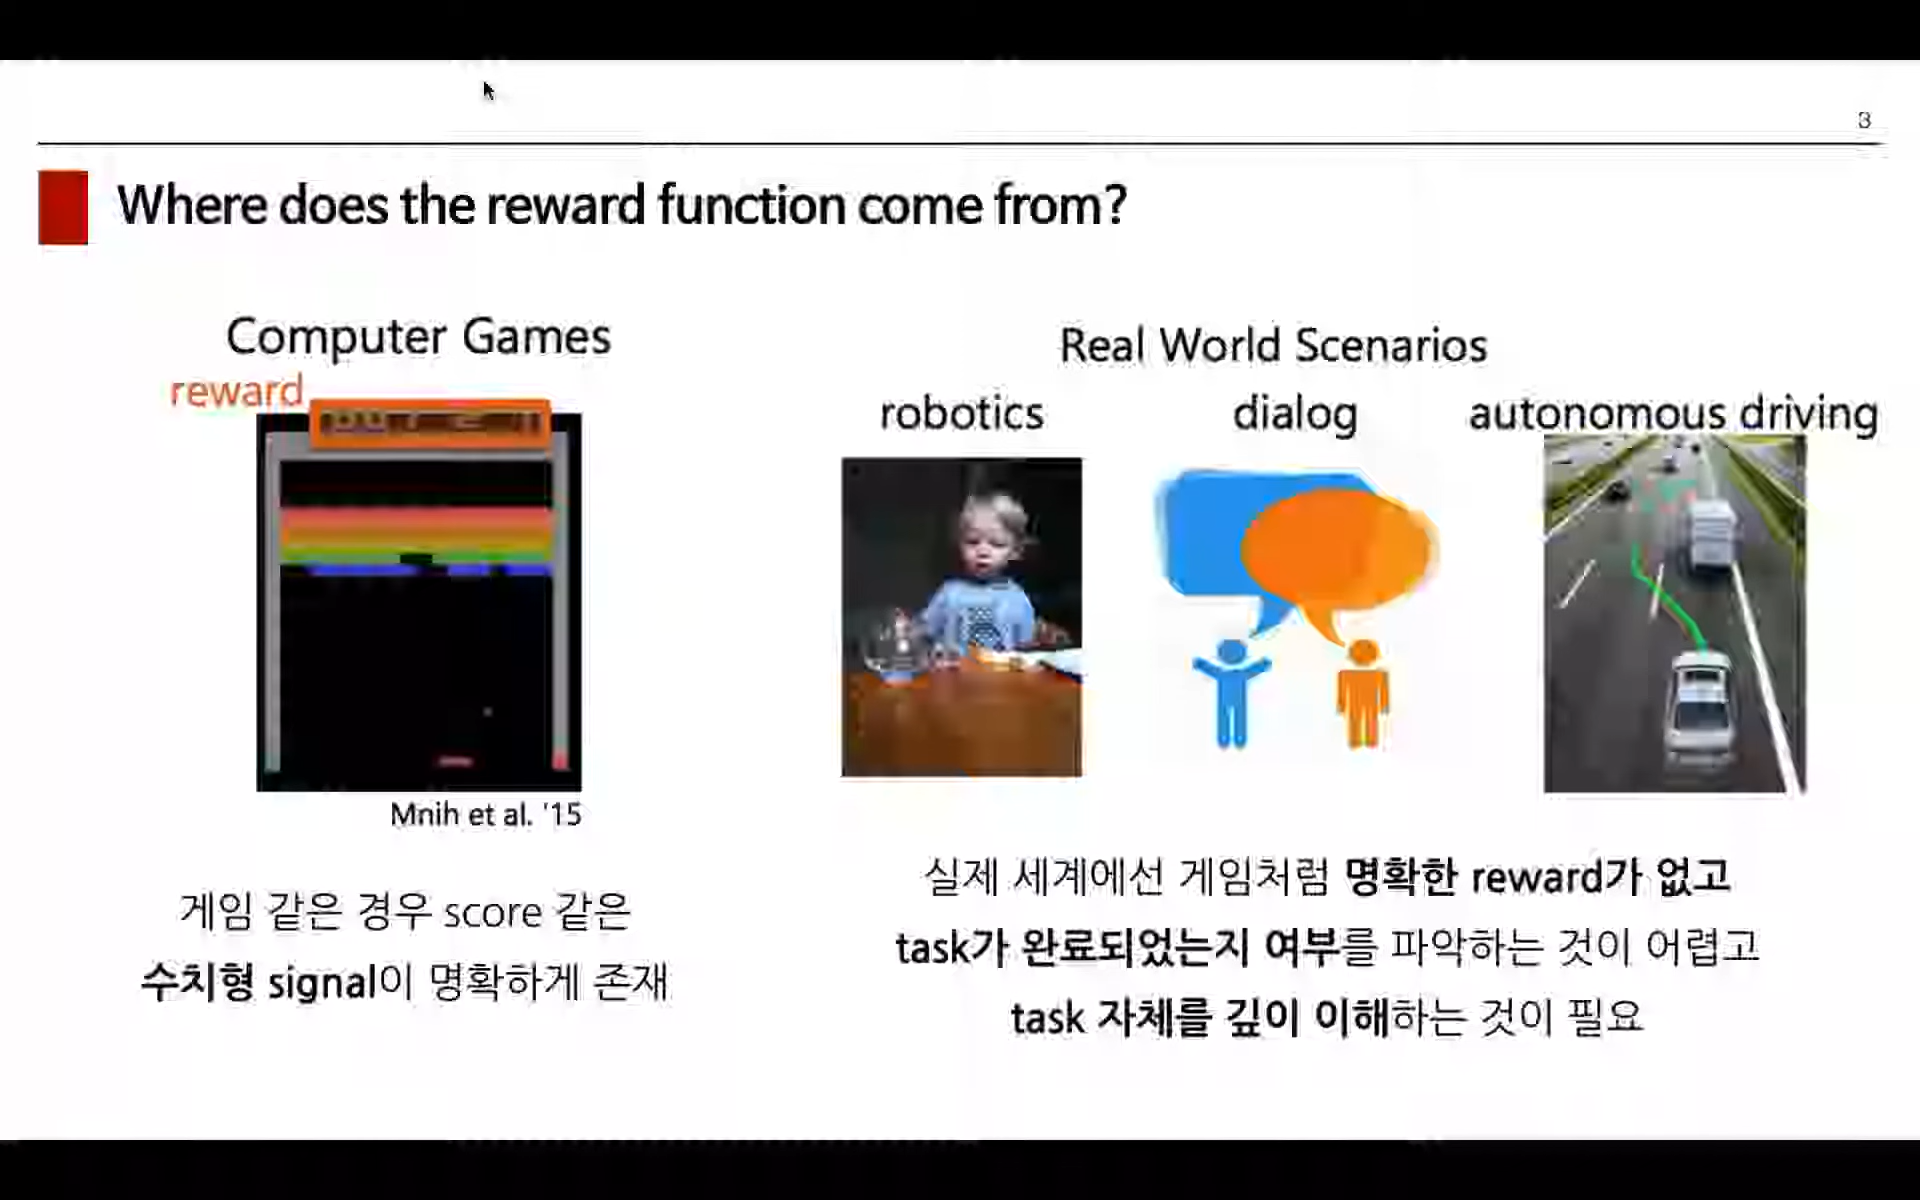 3
Where does the reward function come from?
Computer Games
reward
Mnih et al. '15
게임 같은 경우 score 같은
수치형 signal이 명확하게 존재
Real World Scenarios
robotics
dialog
autonomous driving
실제 세계에선 게임처럼 명확한 reward가 없고
task가 완료되었는지 여부를 파악하는 것이 어렵고
task 자체를 깊이 이해하는 것이 필요